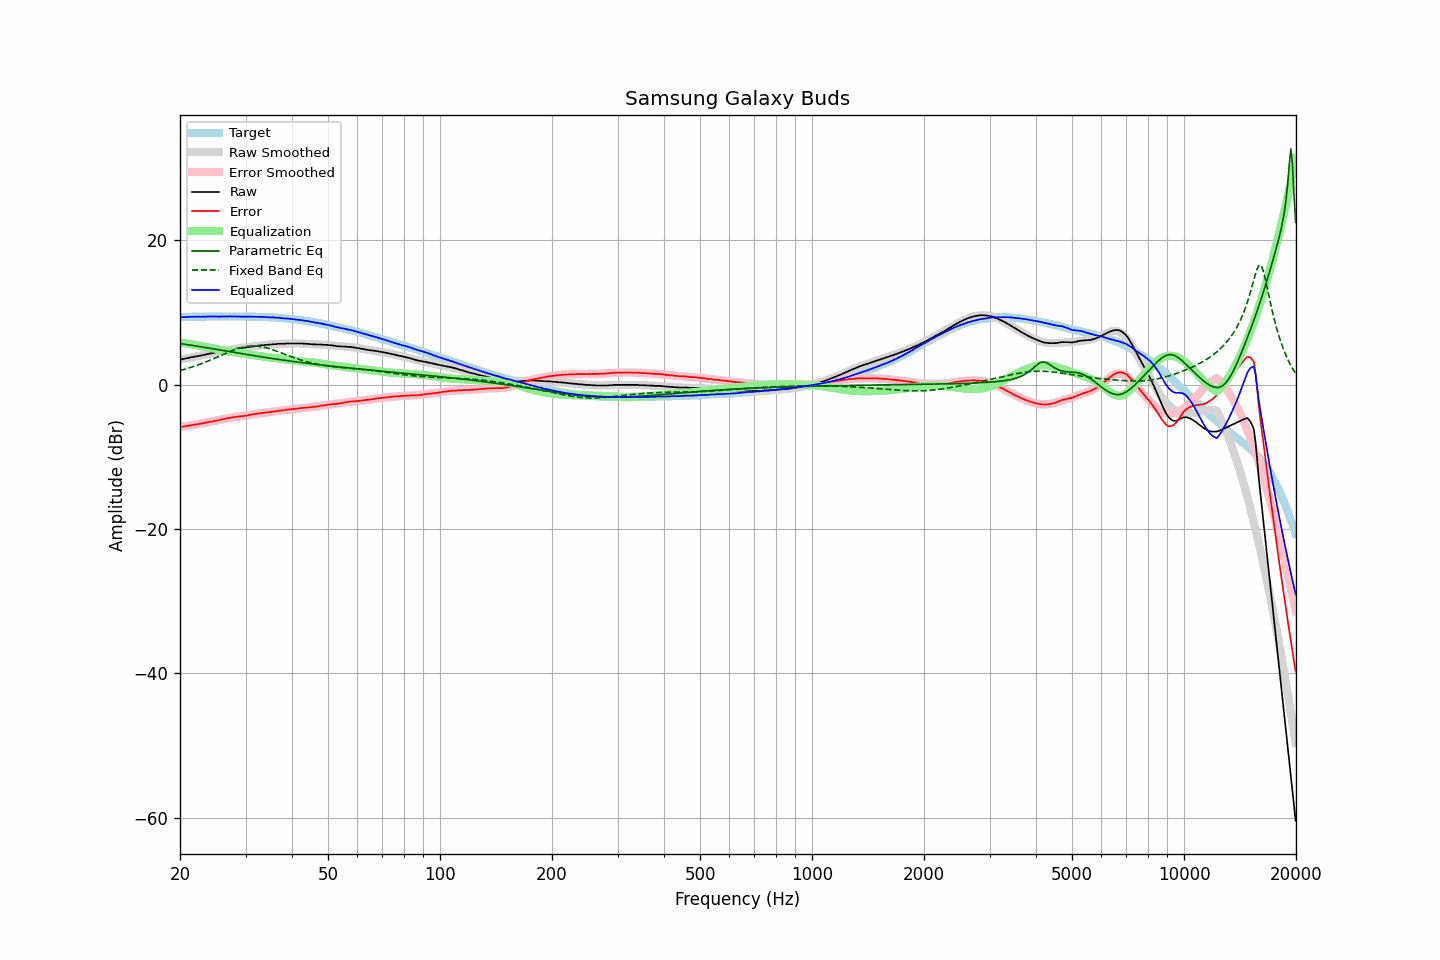 Samsung Galaxy Buds
Target
Raw Smoothed
Error Smoothed
Raw
Error
Equalization
Parametric Eq
Fixed Band Eq
Equalized
Amplitude (dBr)
20
0
−20
−40
−60
20 50 100 200 500 1000 2000 5000 10000 20000
Frequency (Hz)